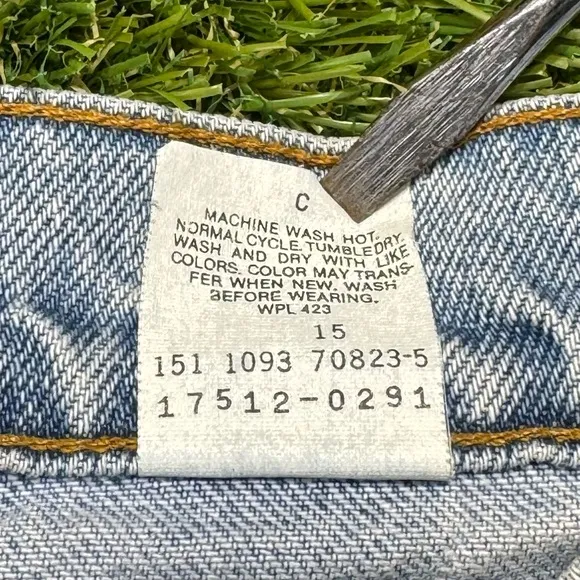 C
MACHINE WASH HOT.
NORMAL CYCLE. TUMBLE DRY.
WASH AND DRY WITH LIKE
COLORS. COLOR MAY TRANS-
FER WHEN NEW. WASH
BEFORE WEARING.
WPL 423
15
151 1093 70823-5
17512-0291